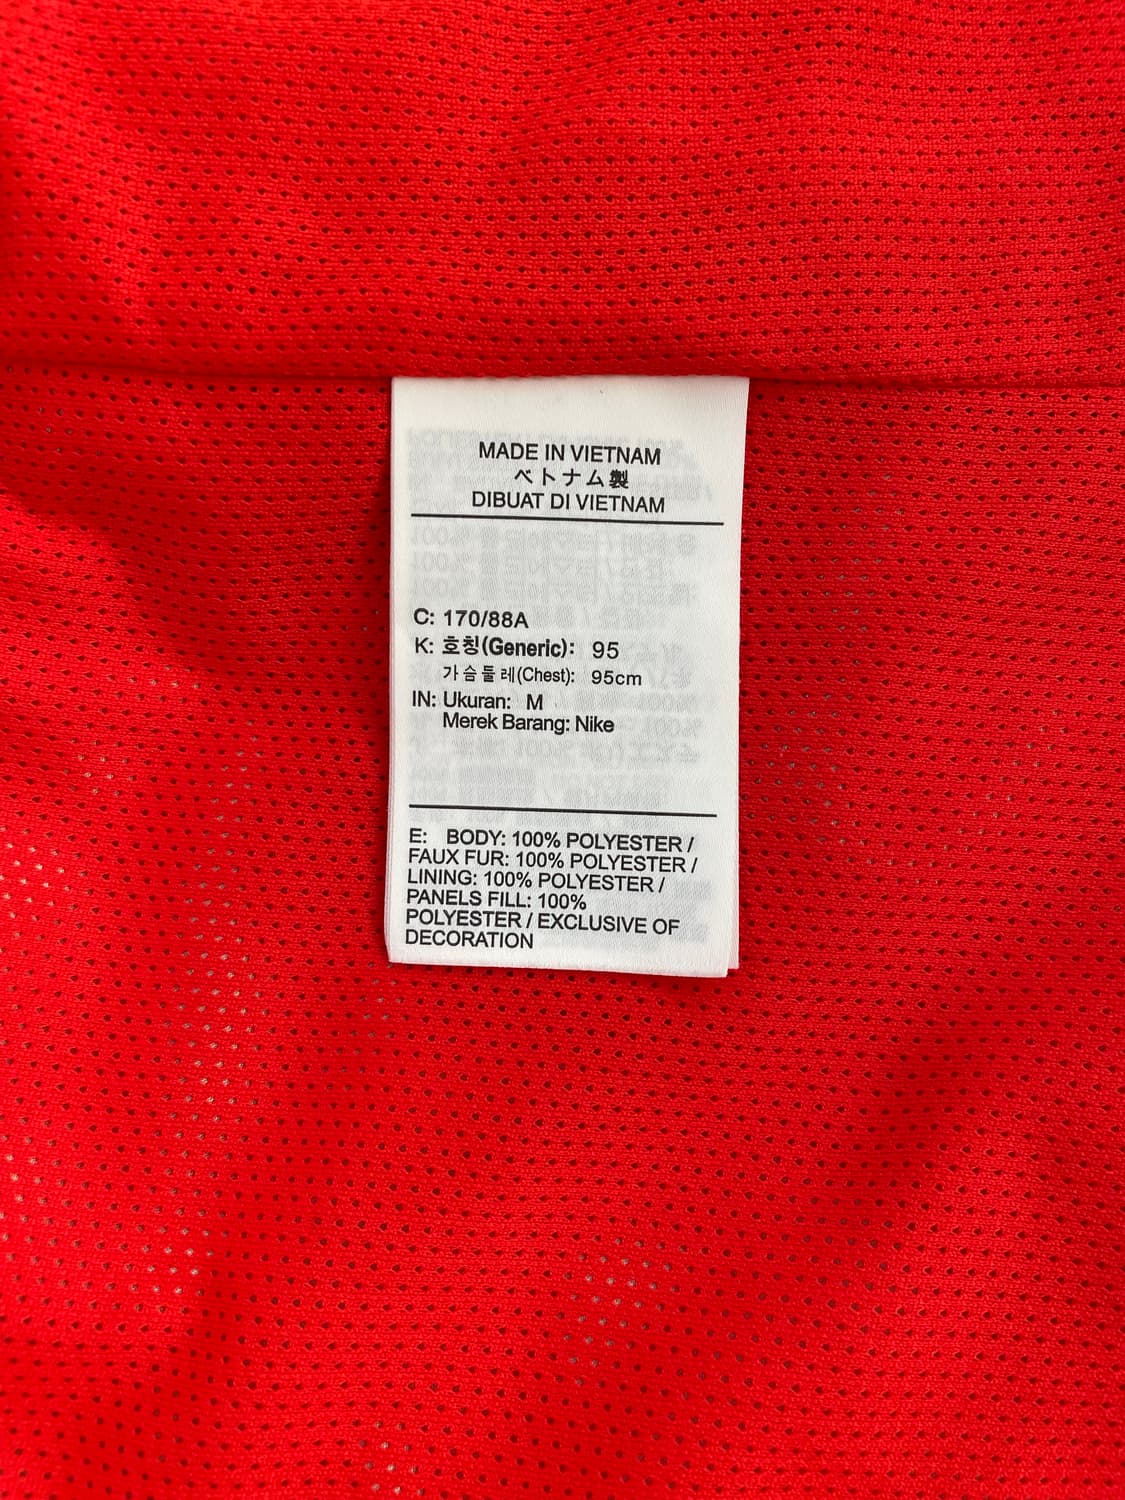 MADE IN VIETNAM
ベトナム製
DIBUAT DI VIETNAM
C: 170/88A
K: 호칭(Generic): 95
가슴둘레(Chest): 95cm
IN: Ukuran: M
Merek Barang: Nike
E: BODY: 100% POLYESTER /
FAUX FUR: 100% POLYESTER /
LINING: 100% POLYESTER /
PANELS FILL: 100%
POLYESTER / EXCLUSIVE OF
DECORATION